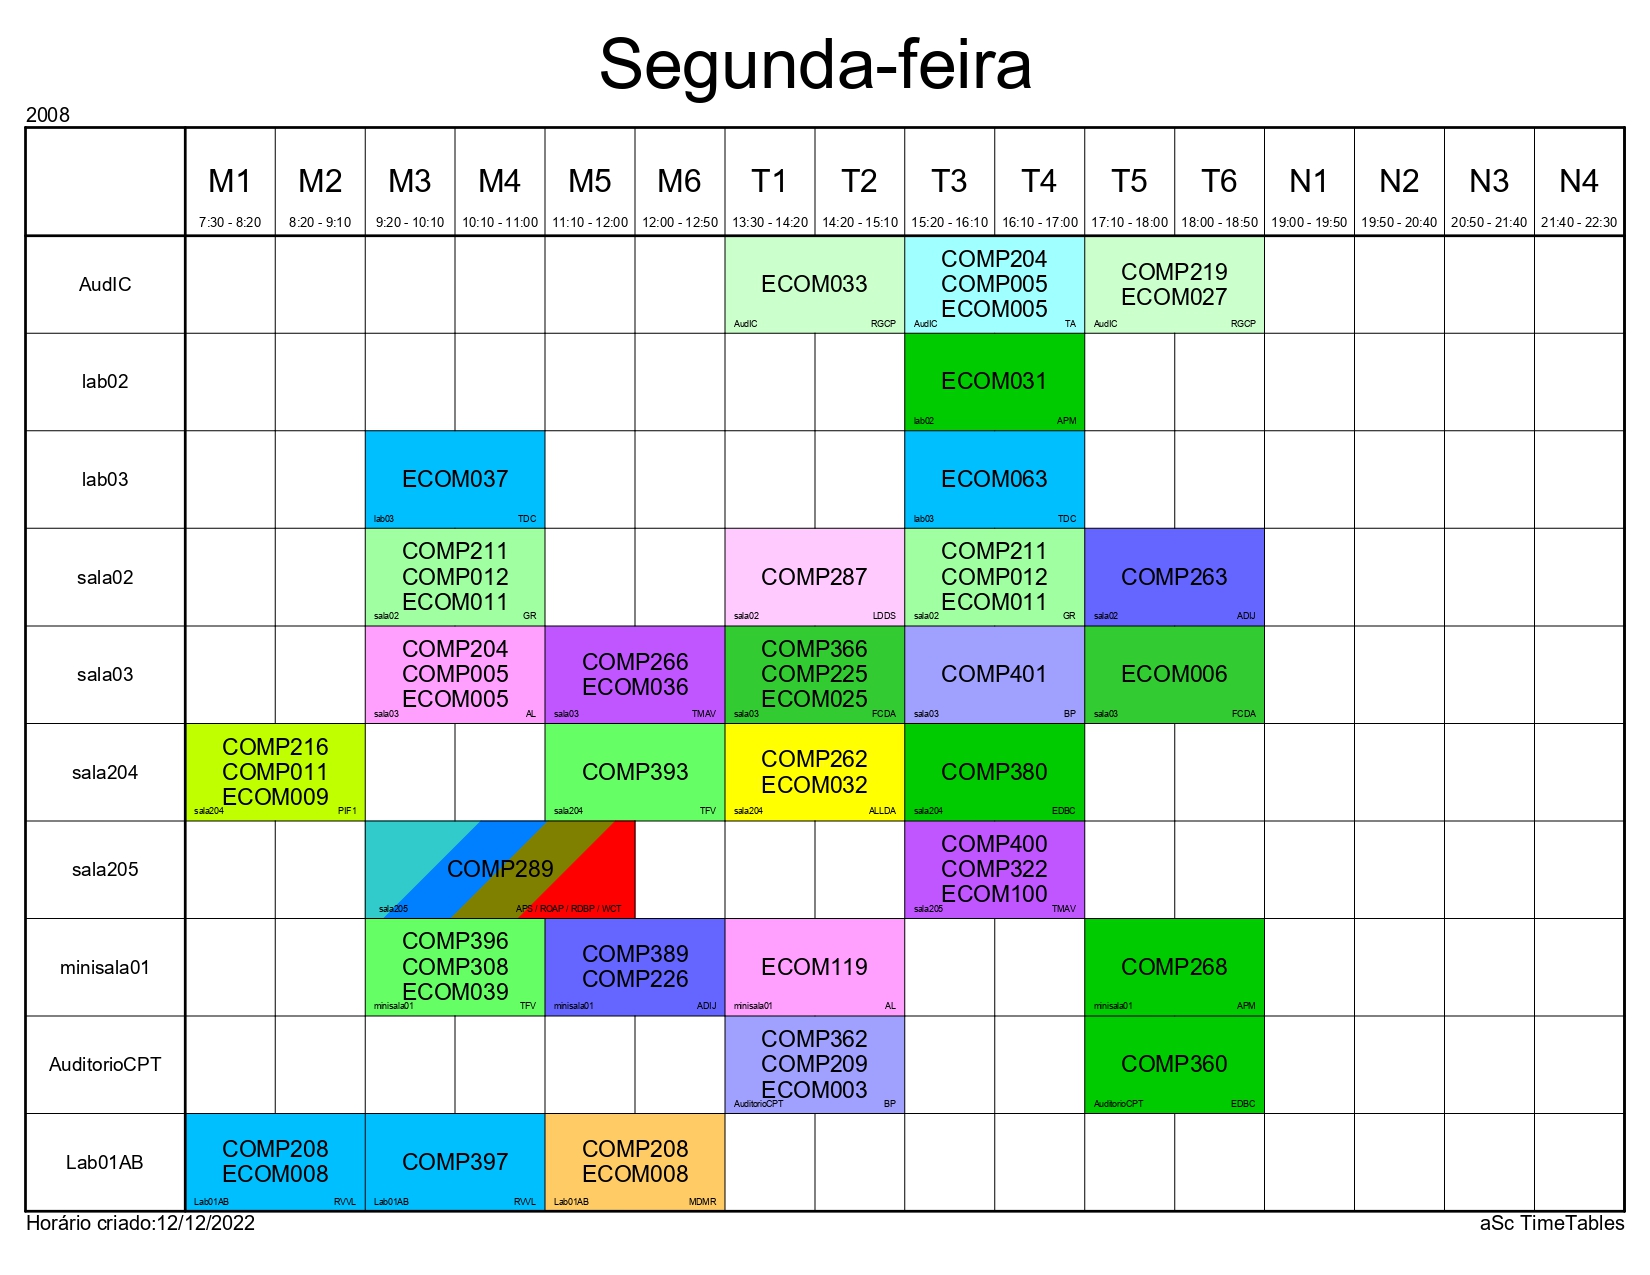 Segunda-feira
2008
M1 M2 M3 M4 M5 M6 T1 T2 T3 T4 T5 T6 N1 N2 N3 N4
7:30 - 8:20 8:20 - 9:10 9:20 - 10:10 10:10 - 11:00 11:10 - 12:00 12:00 - 12:50 13:30 - 14:20 14:20 - 15:10 15:20 - 16:10 16:10 - 17:00 17:10 - 18:00 18:00 - 18:50 19:00 - 19:50 19:50 - 20:40 20:50 - 21:40 21:40 - 22:30
AudIC
ECOM033
AudIC RGCP
COMP204
COMP005
ECOM005
AudIC TA
COMP219
ECOM027
AudIC RGCP
lab02
ECOM031
lab02 APM
lab03
ECOM037
lab03 TDC
ECOM063
lab03 TDC
sala02
COMP211
COMP012
ECOM011
sala02 GR
COMP287
sala02 LDDS
COMP211
COMP012
ECOM011
sala02 GR
COMP263
sala02 ADIJ
sala03
COMP204
COMP005
ECOM005
sala03 AL
COMP266
ECOM036
sala03 TMAV
COMP366
COMP225
ECOM025
sala03 FCDA
COMP401
sala03 BP
ECOM006
sala03 FCDA
sala204
COMP216
COMP011
ECOM009
sala204 PIF1
COMP393
sala204 TFV
COMP262
ECOM032
sala204 ALLDA
COMP380
sala204 EDBC
sala205
COMP289
sala205 APS / ROAP / RDBP / WCT
COMP400
COMP322
ECOM100
sala205 TMAV
minisala01
COMP396
COMP308
ECOM039
minisala01 TFV
COMP389
COMP226
minisala01 ADIJ
ECOM119
minisala01 AL
COMP268
minisala01 APM
AuditorioCPT
COMP362
COMP209
ECOM003
AuditorioCPT BP
COMP360
AuditorioCPT EDBC
Lab01AB
COMP208
ECOM008
Lab01AB RVVL
COMP397
Lab01AB RVVL
COMP208
ECOM008
Lab01AB MDMR
Horário criado:12/12/2022 aSc TimeTables